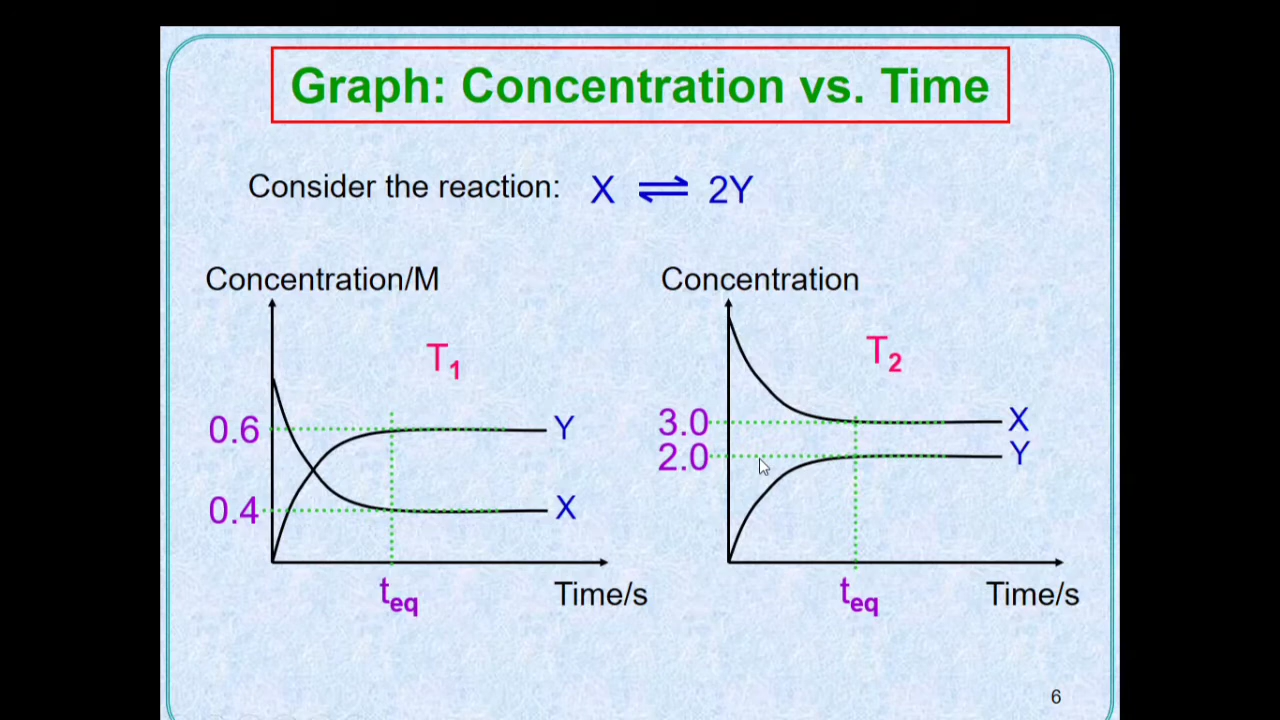 Graph: Concentration vs. Time
Consider the reaction: X ⇌ 2Y
Concentration/M
T1
0.6
Y
0.4
X
teq
Time/s
Concentration
T2
3.0
X
2.0
Y
teq
Time/s
6